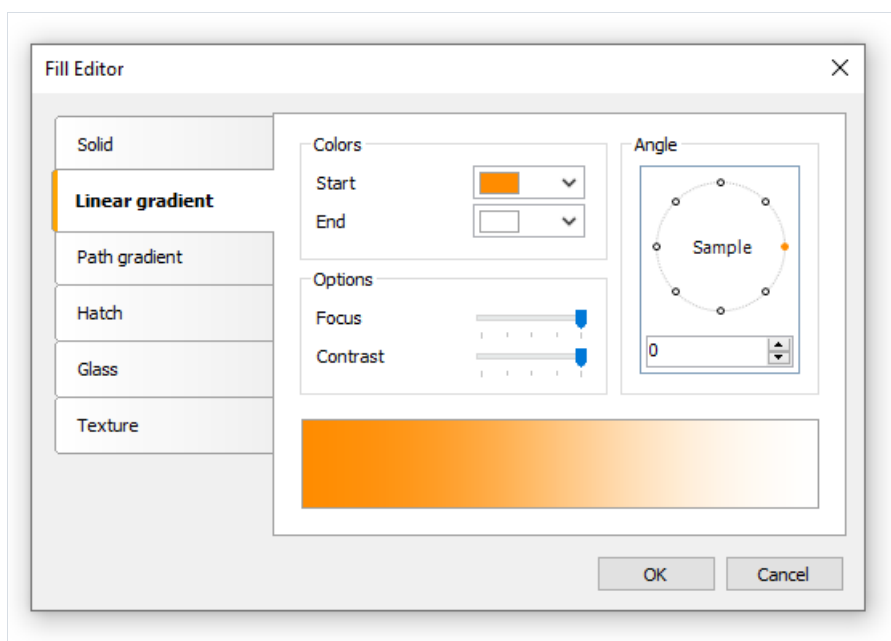 Fill Editor
Solid
Linear gradient
Path gradient
Hatch
Glass
Texture
Colors
Start
End
Options
Focus
Contrast
Angle
Sample
0
OK
Cancel